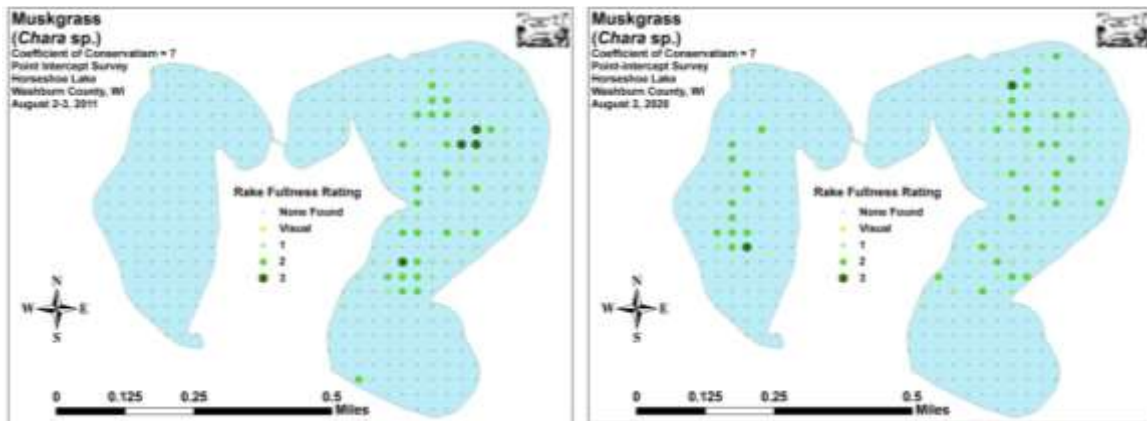 Muskgrass
(Chara sp.)
Coefficient of Conservatism = 7
Point Intercept Survey
Horseshoe Lake
Washburn County, WI
August 2-3, 2011
Rake Fullness Rating
None Found
Visual
1
2
3
N
W E
S
0 0.125 0.25 0.5
Miles
Muskgrass
(Chara sp.)
Coefficient of Conservatism = 7
Point-intercept Survey
Horseshoe Lake
Washburn County, WI
August 2, 2020
Rake Fullness Rating
None Found
Visual
1
2
3
N
W E
S
0 0.125 0.25 0.5
Miles